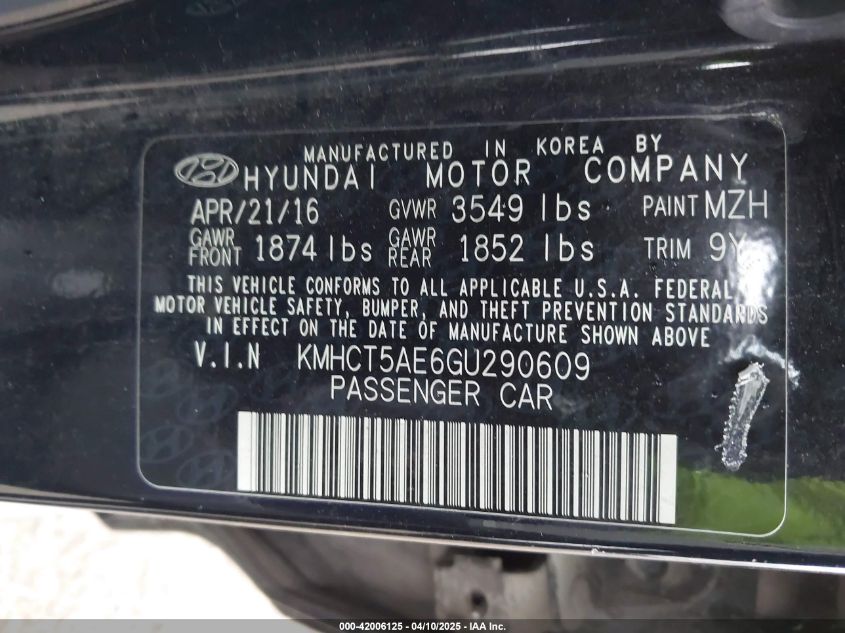 MANUFACTURED IN KOREA BY
HYUNDAI MOTOR COMPANY
APR/21/16 GVWR 3549 lbs PAINT MZH
GAWR FRONT 1874 lbs GAWR REAR 1852 lbs TRIM 9Y
THIS VEHICLE CONFORMS TO ALL APPLICABLE U.S.A. FEDERAL
MOTOR VEHICLE SAFETY, BUMPER, AND THEFT PREVENTION STANDARDS
IN EFFECT ON THE DATE OF MANUFACTURE SHOWN ABOVE
V.I.N KMHCT5AE6GU290609
PASSENGER CAR
000-42006125 - 04/10/2025 - IAA Inc.